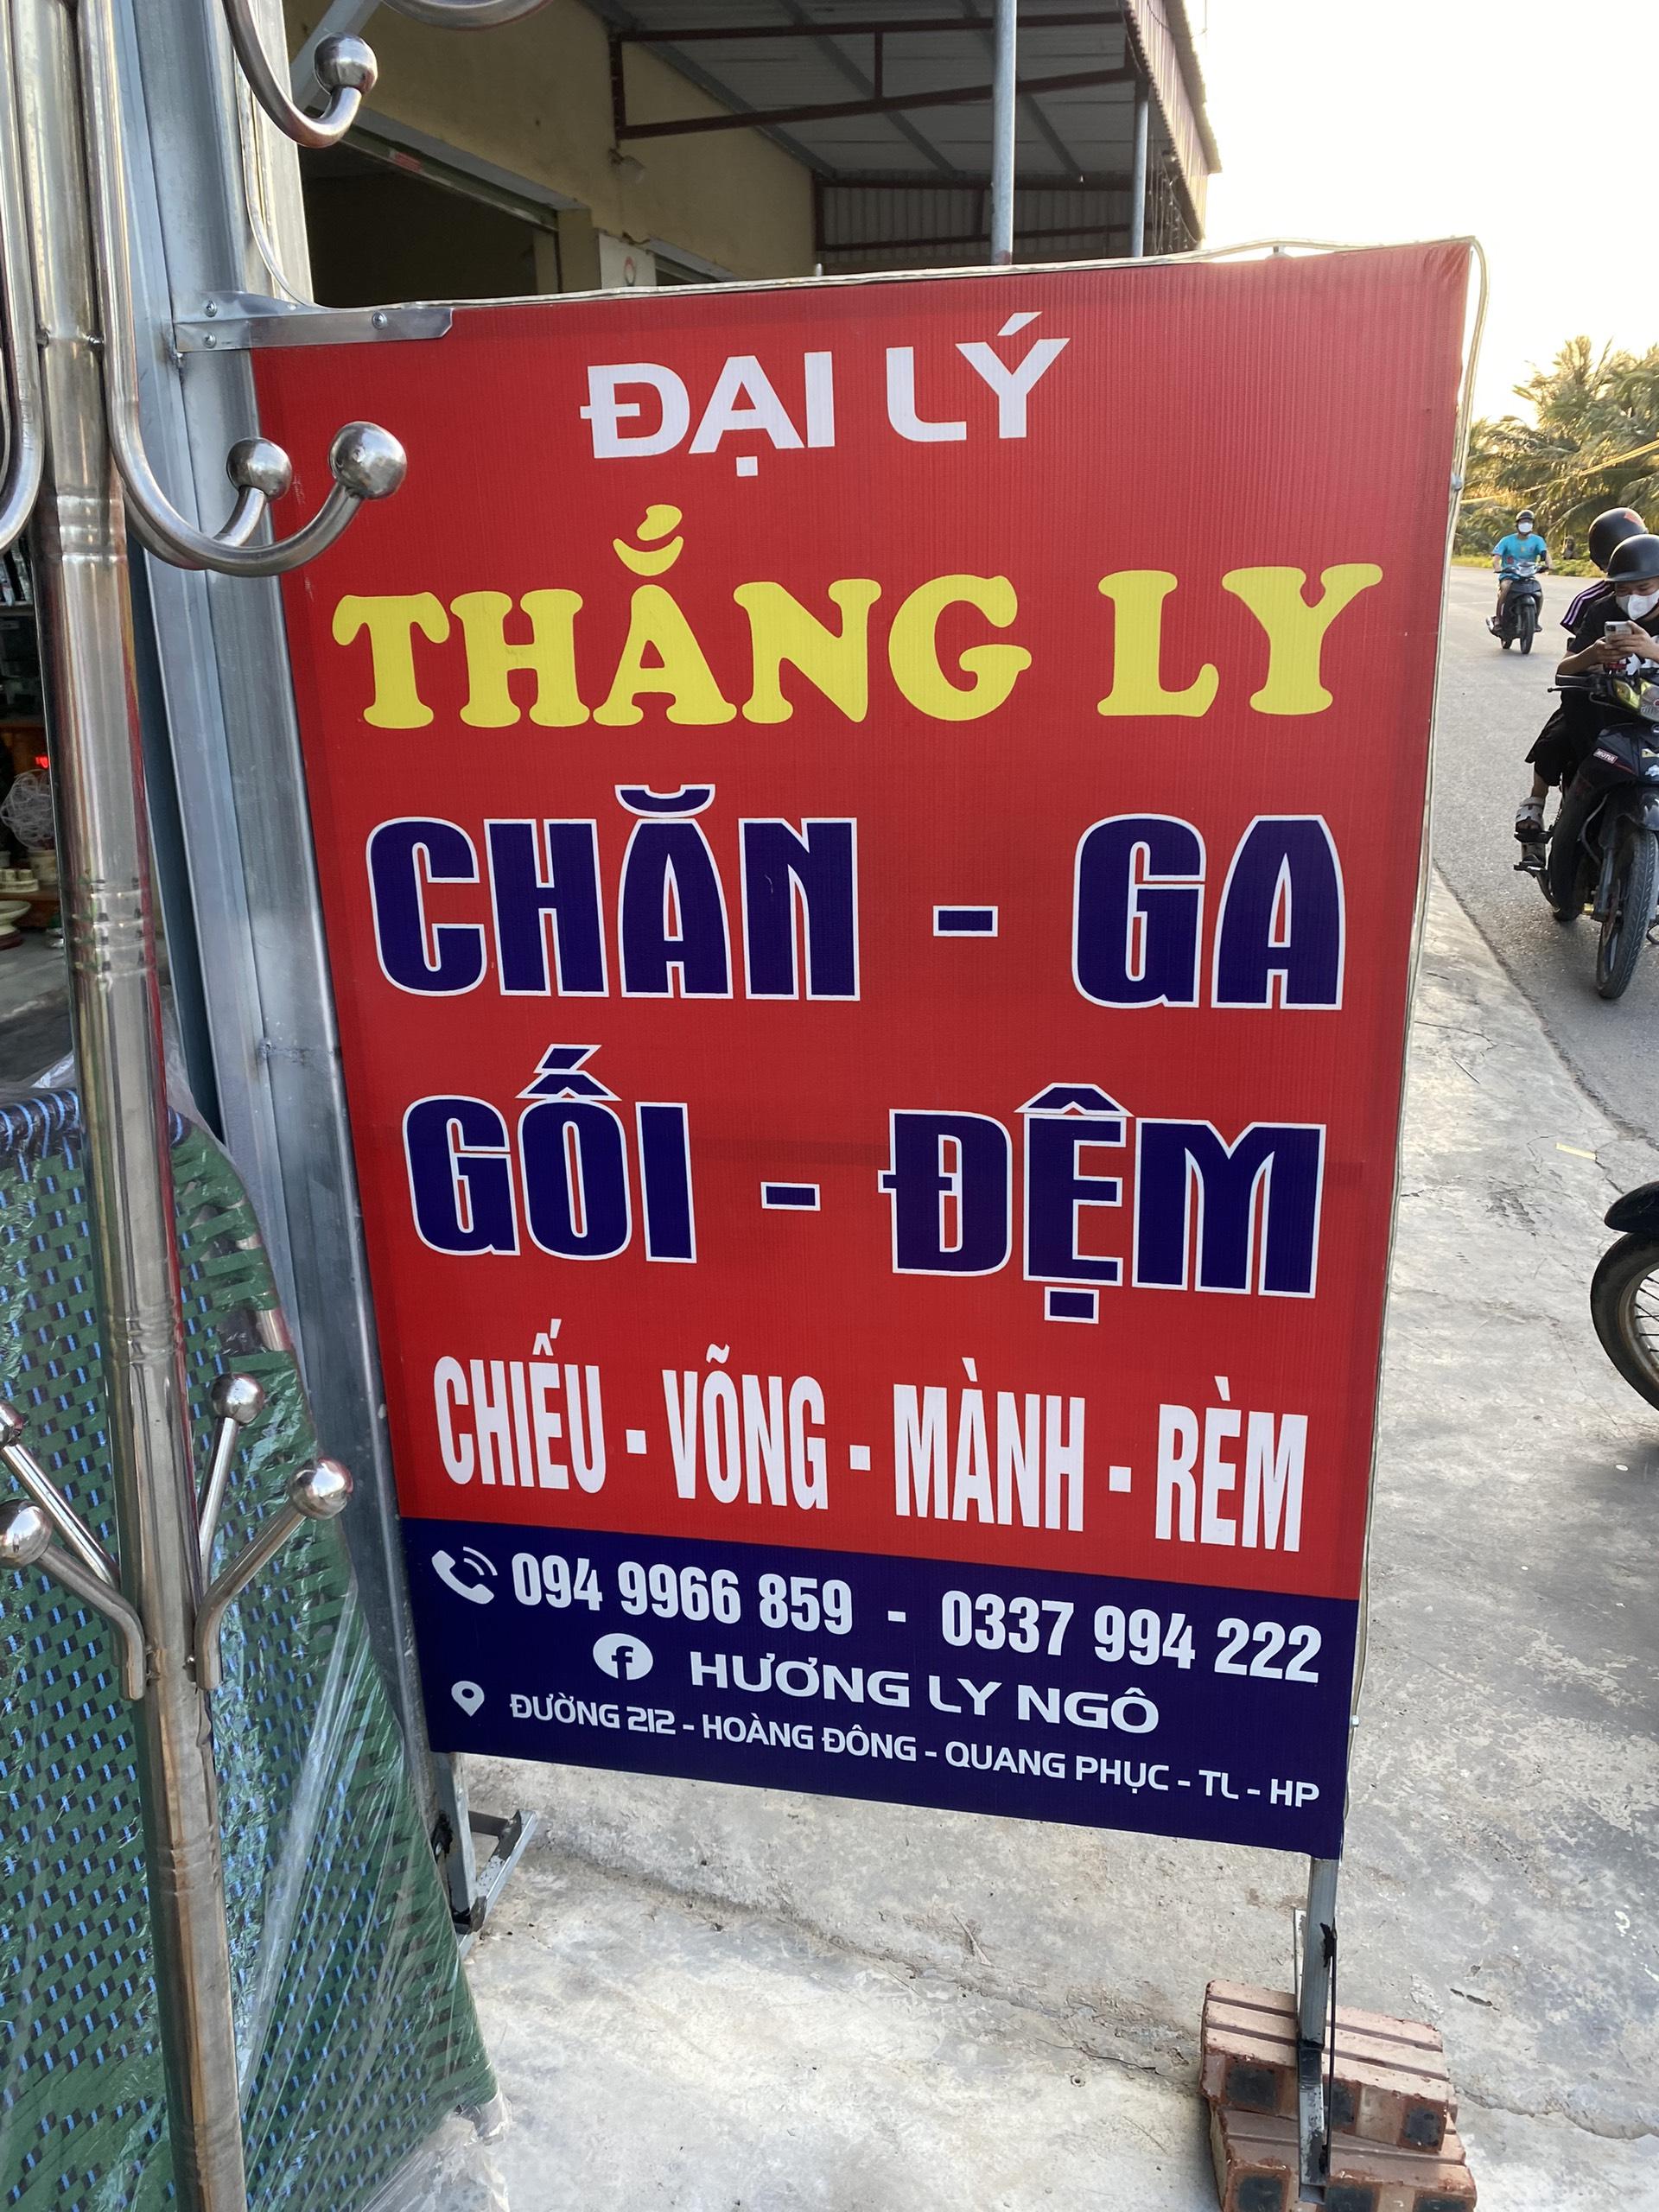 ĐẠI LÝ
THẮNG LY
CHĂN - GA
GỐI - ĐỆM
CHIẾU - VÕNG - MÀNH - RÈM
094 9966 859 - 0337 994 222
HƯƠNG LY NGÔ
ĐƯỜNG 212 - HOÀNG ĐÔNG - QUANG PHỤC - TL - HP